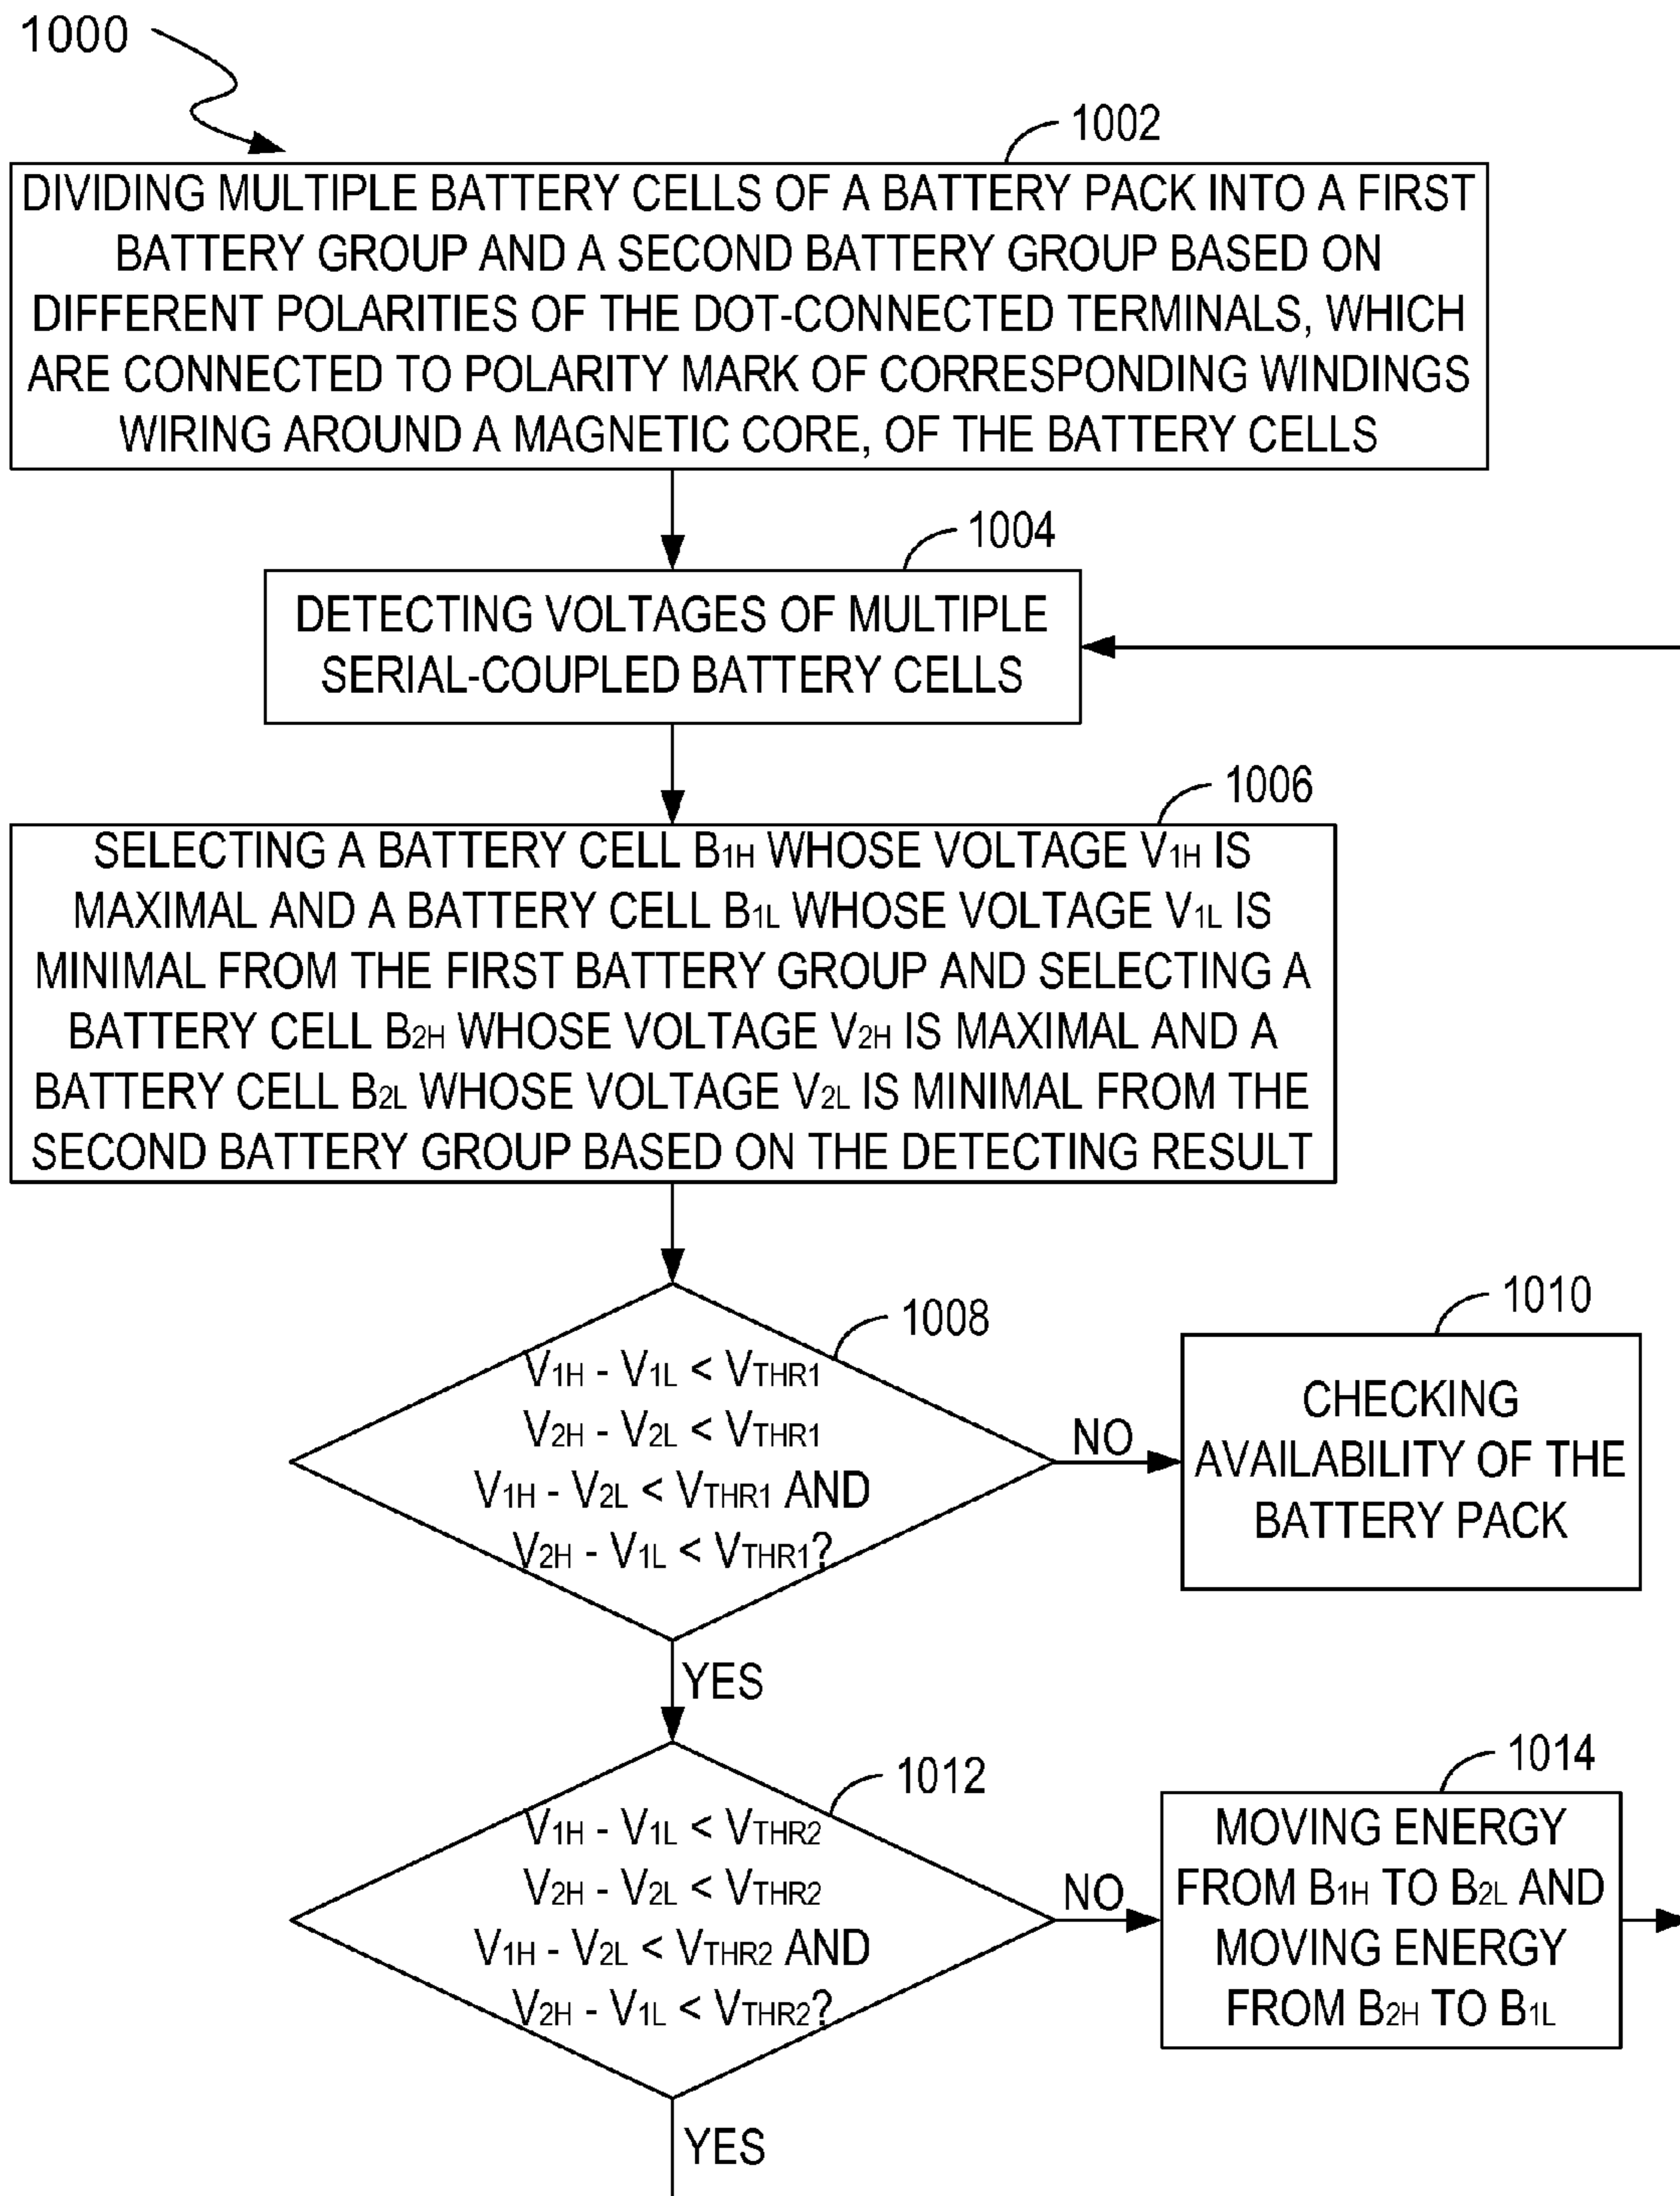 1000
1002
DIVIDING MULTIPLE BATTERY CELLS OF A BATTERY PACK INTO A FIRST
BATTERY GROUP AND A SECOND BATTERY GROUP BASED ON
DIFFERENT POLARITIES OF THE DOT-CONNECTED TERMINALS, WHICH
ARE CONNECTED TO POLARITY MARK OF CORRESPONDING WINDINGS
WIRING AROUND A MAGNETIC CORE, OF THE BATTERY CELLS
1004
DETECTING VOLTAGES OF MULTIPLE
SERIAL-COUPLED BATTERY CELLS
1006
SELECTING A BATTERY CELL B1H WHOSE VOLTAGE V1H IS
MAXIMAL AND A BATTERY CELL B1L WHOSE VOLTAGE V1L IS
MINIMAL FROM THE FIRST BATTERY GROUP AND SELECTING A
BATTERY CELL B2H WHOSE VOLTAGE V2H IS MAXIMAL AND A
BATTERY CELL B2L WHOSE VOLTAGE V2L IS MINIMAL FROM THE
SECOND BATTERY GROUP BASED ON THE DETECTING RESULT
1008
V1H - V1L < VTHR1
V2H - V2L < VTHR1
V1H - V2L < VTHR1 AND
V2H - V1L < VTHR1?
NO
1010
CHECKING
AVAILABILITY OF THE
BATTERY PACK
YES
1012
V1H - V1L < VTHR2
V2H - V2L < VTHR2
V1H - V2L < VTHR2 AND
V2H - V1L < VTHR2?
NO
1014
MOVING ENERGY
FROM B1H TO B2L AND
MOVING ENERGY
FROM B2H TO B1L
YES